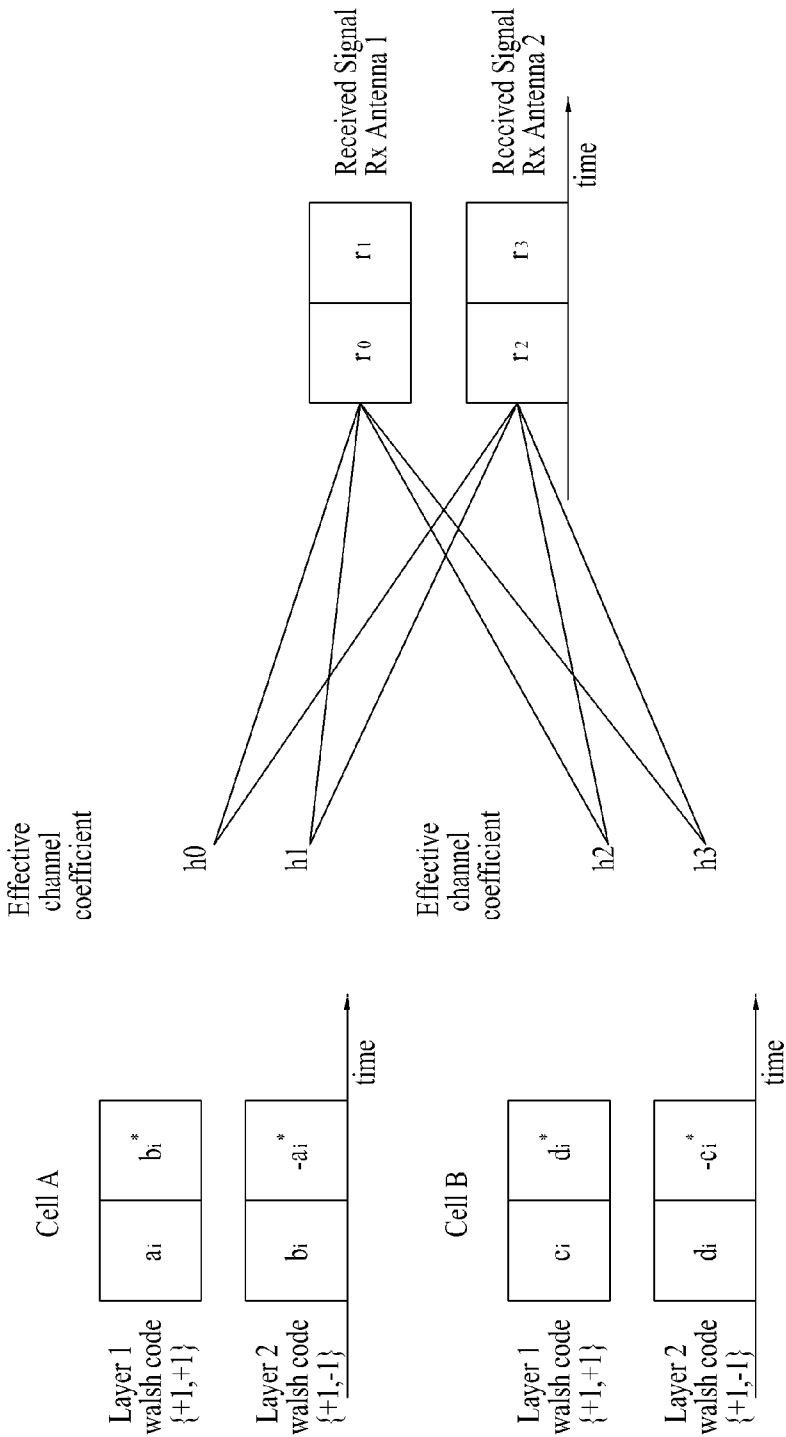 Cell A
Layer 1
walsh code
{+1,+1}
ai
bi*
Layer 2
walsh code
{+1,-1}
bi
-ai*
time
Cell B
Layer 1
walsh code
{+1,+1}
ci
di*
Layer 2
walsh code
{+1,-1}
di
-ci*
time
Effective
channel
coefficient
h0
h1
Effective
channel
coefficient
h2
h3
r0
r1
Received Signal
Rx Antenna 1
r2
r3
Received Signal
Rx Antenna 2
time